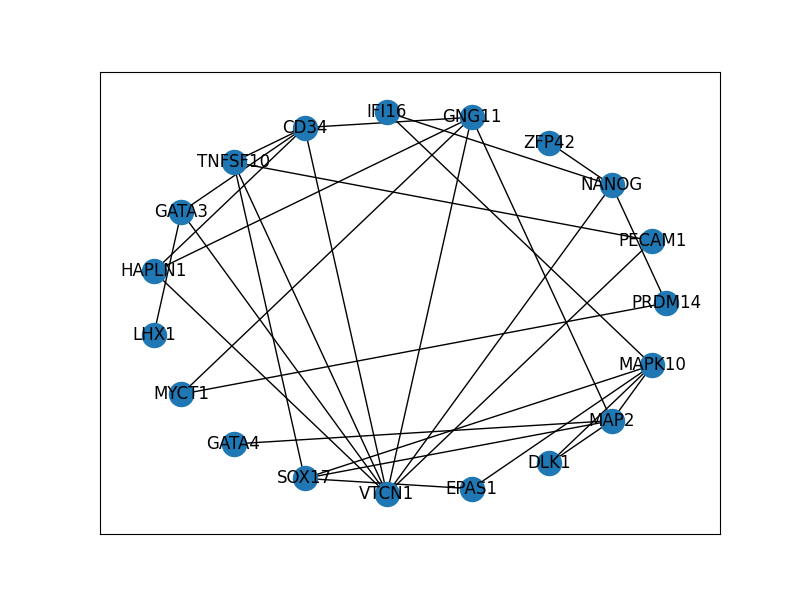 IFI16
GNG11
CD34
ZFP42
TNFSF10
NANOG
GATA3
PECAM1
HAPLN1
PRDM14
LHX1
MAPK10
MYCT1
MAP2
GATA4
DLK1
SOX17
EPAS1
VTCN1